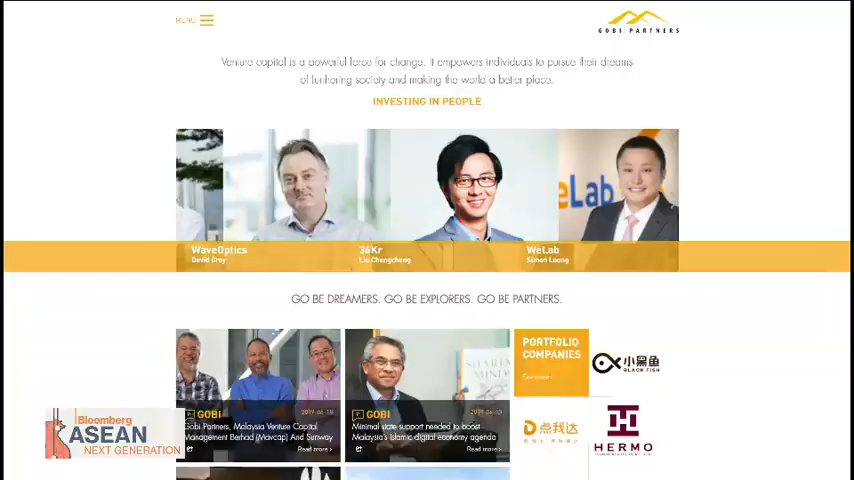 MENU
GOBI PARTNERS
Venture capital is a powerful force for change. It empowers individuals to pursue their dreams
of furthering society and making the world a better place.
INVESTING IN PEOPLE
eLab
WaveOptics
David Grey
36Kr
Liu Chengcheng
WeLab
Simon Loong
GO BE DREAMERS. GO BE EXPLORERS. GO BE PARTNERS.
GOBI
2019-06-18
Gobi Partners, Malaysia Venture Capital
Management Berhad (Mavcap) And Sunway
Read more >
GOBI
Minimal state support needed to boost
Malaysia's Islamic digital economy agenda
Read more >
PORTFOLIO
COMPANIES
小黑鱼
BLACK FISH
点我达
HERMO
Bloomberg
ASEAN
NEXT GENERATION